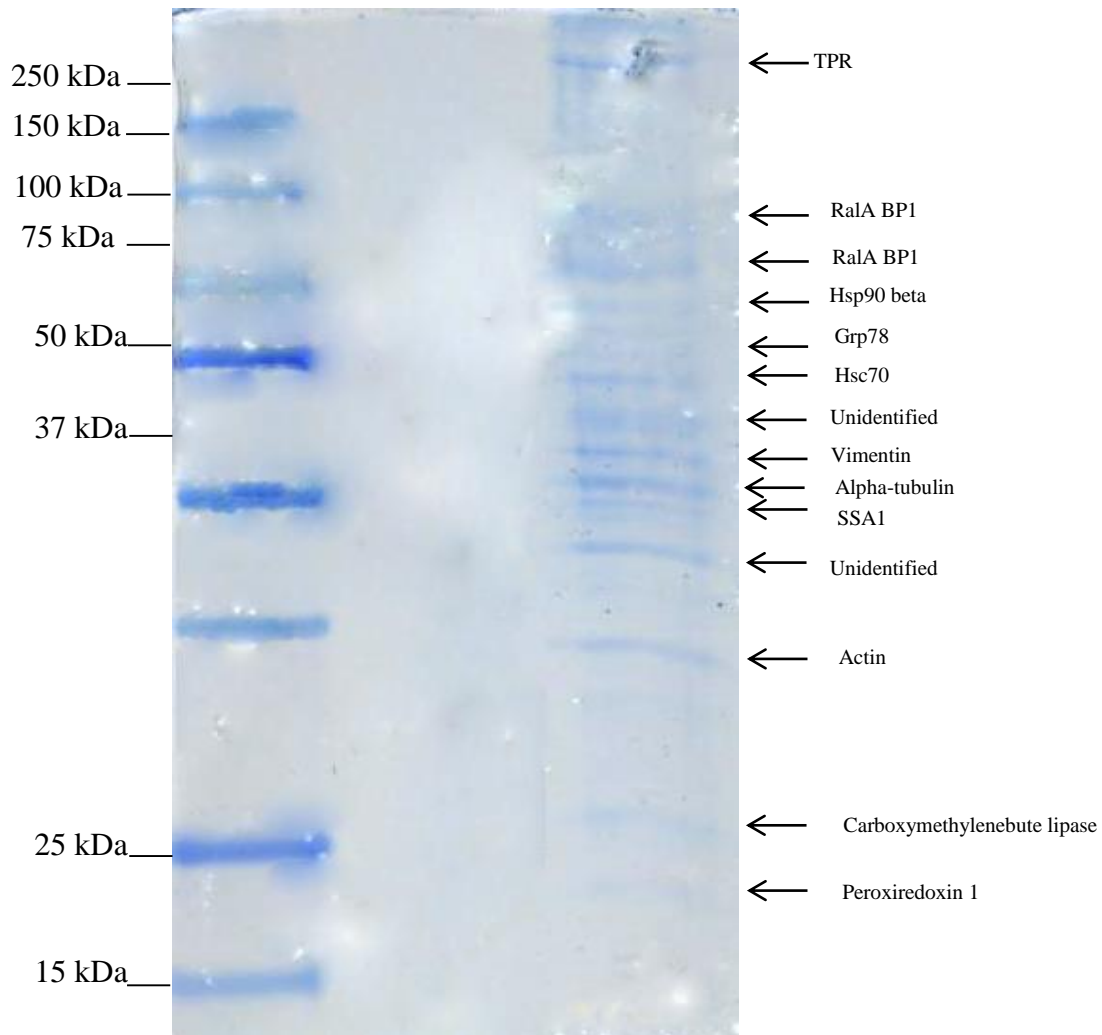 250 kDa
150 kDa
100 kDa
75 kDa
50 kDa
37 kDa
25 kDa
15 kDa
TPR
RalA BP1
RalA BP1
Hsp90 beta
Grp78
Hsc70
Unidentified
Vimentin
Alpha-tubulin
SSA1
Unidentified
Actin
Carboxymethylenebute lipase
Peroxiredoxin 1